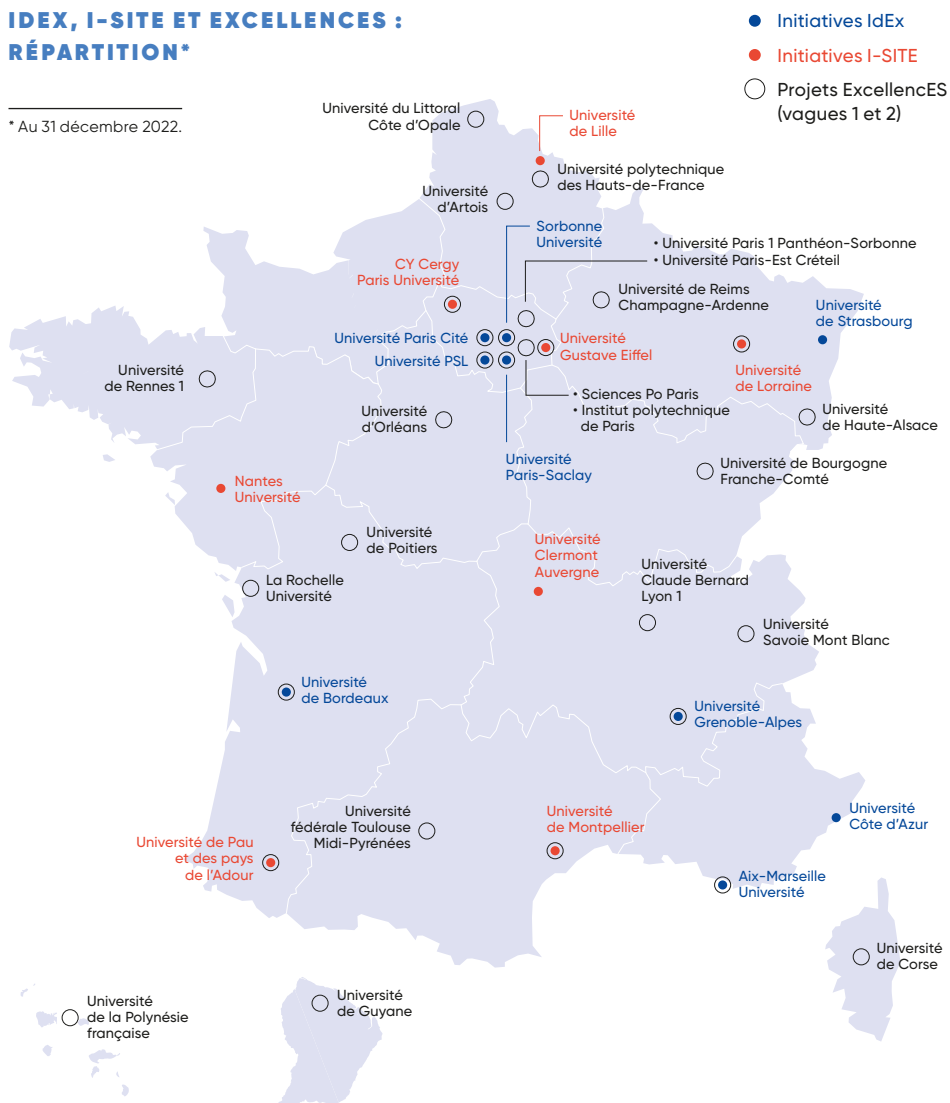 IDEX, I-SITE ET EXCELLENCES :
RÉPARTITION*
* Au 31 décembre 2022.
Initiatives IdEx
Initiatives I-SITE
Projets ExcellencES
(vagues 1 et 2)
Université du Littoral
Côte d'Opale
Université
de Lille
Université polytechnique
des Hauts-de-France
Université
d'Artois
Sorbonne
Université
• Université Paris 1 Panthéon-Sorbonne
• Université Paris-Est Créteil
CY Cergy
Paris Université
Université de Reims
Champagne-Ardenne
Université
de Strasbourg
Université Paris Cité
Université PSL
Université
Gustave Eiffel
Université
de Lorraine
Université
de Rennes 1
• Sciences Po Paris
• Institut polytechnique
de Paris
Université
d'Orléans
Université
de Haute-Alsace
Université
Paris-Saclay
Université de Bourgogne
Franche-Comté
Nantes
Université
Université
de Poitiers
Université
Clermont
Auvergne
Université
Claude Bernard
Lyon 1
La Rochelle
Université
Université
Savoie Mont Blanc
Université
de Bordeaux
Université
Grenoble-Alpes
Université
fédérale Toulouse
Midi-Pyrénées
Université
de Montpellier
Université
Côte d'Azur
Université de Pau
et des pays
de l'Adour
Aix-Marseille
Université
Université
de Corse
Université
de la Polynésie
française
Université
de Guyane